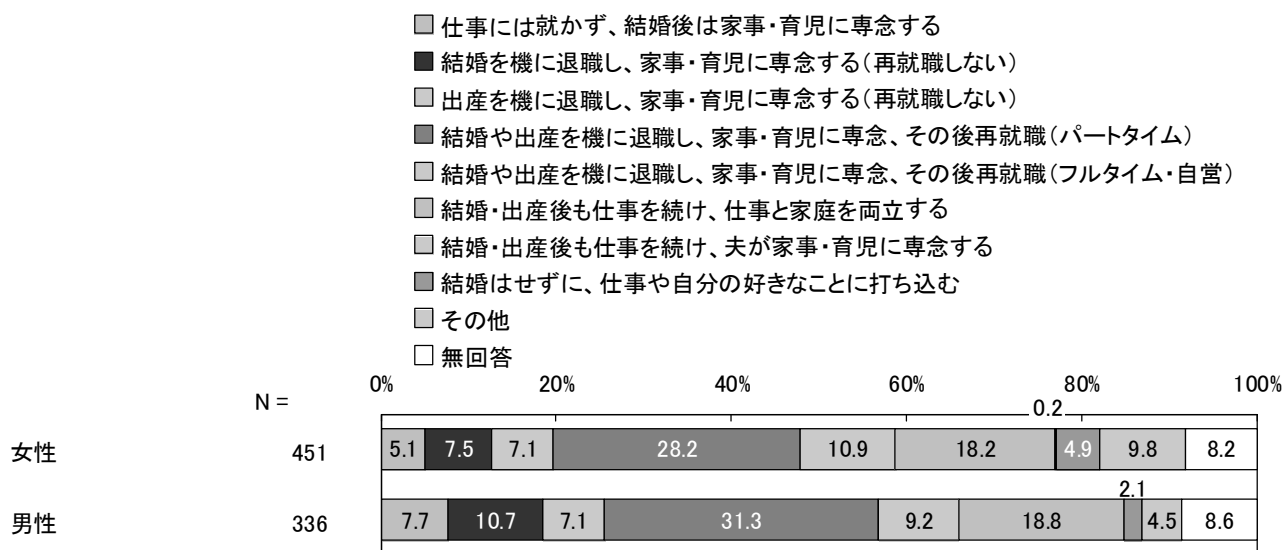 仕事には就かず、結婚後は家事・育児に専念する
結婚を機に退職し、家事・育児に専念する(再就職しない)
出産を機に退職し、家事・育児に専念する(再就職しない)
結婚や出産を機に退職し、家事・育児に専念、その後再就職(パートタイム)
結婚や出産を機に退職し、家事・育児に専念、その後再就職(フルタイム・自営)
結婚・出産後も仕事を続け、仕事と家庭を両立する
結婚・出産後も仕事を続け、夫が家事・育児に専念する
結婚はせずに、仕事や自分の好きなことに打ち込む
その他
無回答
0% 20% 40% 60% 80% 100%
N =
0.2
女性 451 5.1 7.5 7.1 28.2 10.9 18.2 4.9 9.8 8.2
2.1
男性 336 7.7 10.7 7.1 31.3 9.2 18.8 4.5 8.6